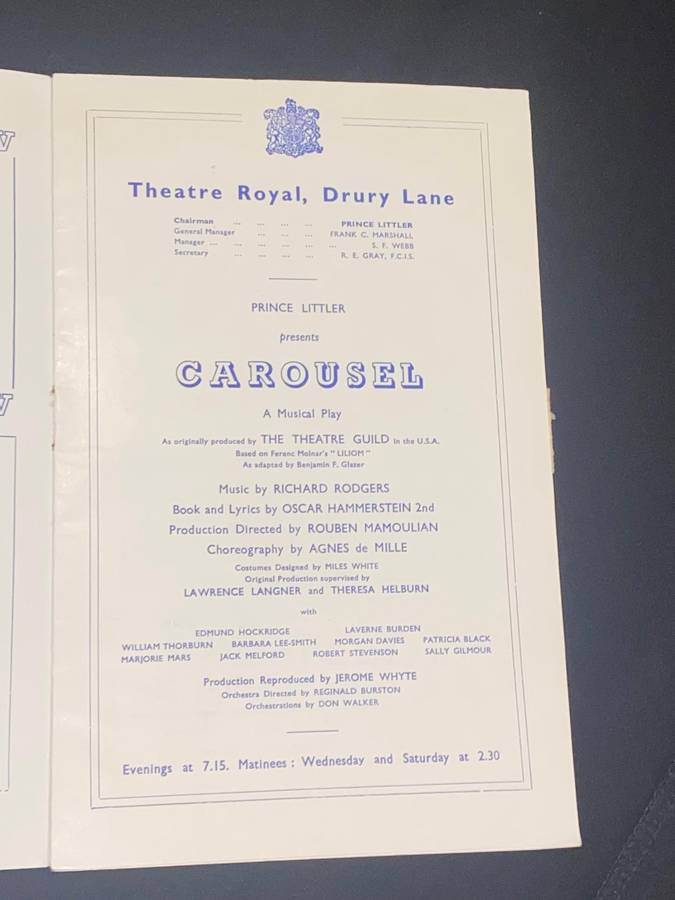 Theatre Royal, Drury Lane
Chairman ... ... ... ... PRINCE LITTLER
General Manager ... ... ... FRANK C. MARSHALL
Manager ... ... ... ... ... ... S. F. WEBB
Secretary ... ... ... ... R. E. GRAY, F.C.I.S.
PRINCE LITTLER
presents
CAROUSEL
A Musical Play
As originally produced by THE THEATRE GUILD in the U.S.A.
Based on Ferenc Molnar's "LILIOM"
As adapted by Benjamin F. Glazer
Music by RICHARD RODGERS
Book and Lyrics by OSCAR HAMMERSTEIN 2nd
Production Directed by ROUBEN MAMOULIAN
Choreography by AGNES de MILLE
Costumes Designed by MILES WHITE
Original Production supervised by
LAWRENCE LANGNER and THERESA HELBURN
with
EDMUND HOCKRIDGE LAVERNE BURDEN
WILLIAM THORBURN BARBARA LEE-SMITH MORGAN DAVIES PATRICIA BLACK
MARJORIE MARS JACK MELFORD ROBERT STEVENSON SALLY GILMOUR
Production Reproduced by JEROME WHYTE
Orchestra Directed by REGINALD BURSTON
Orchestrations by DON WALKER
Evenings at 7.15. Matinees : Wednesday and Saturday at 2.30